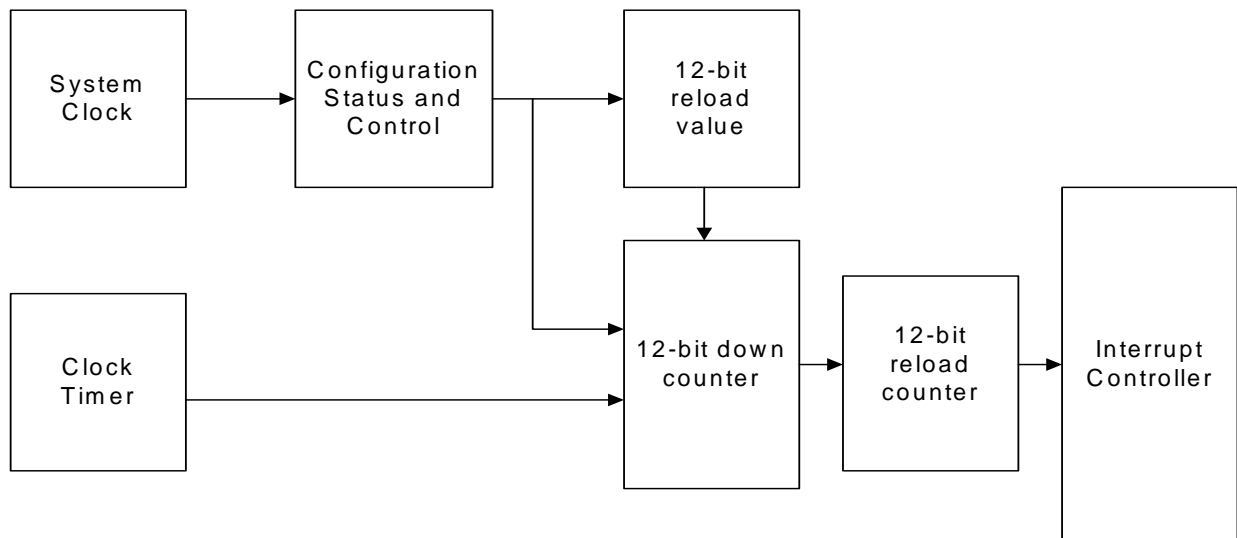 System
Clock
Configuration
Status and
Control
12-bit
reload
value
Clock
Timer
12-bit down
counter
12-bit
reload
counter
Interrupt
Controller